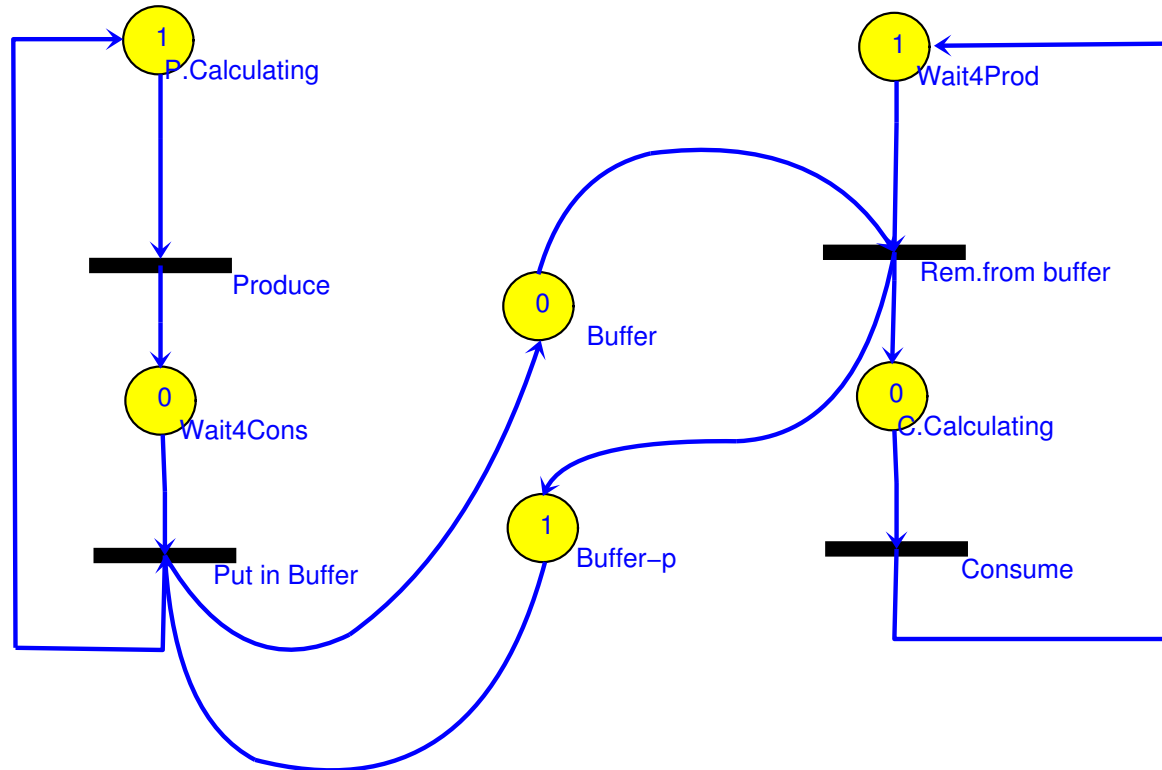 1
P.Calculating
1
Wait4Prod
Produce
Rem.from buffer
0
Buffer
0
Wait4Cons
0
C.Calculating
1
Buffer-p
Put in Buffer
Consume